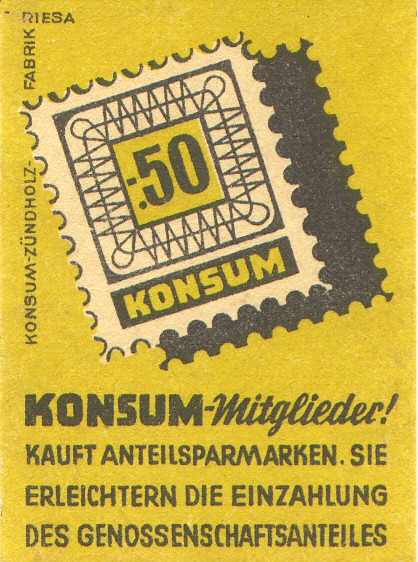 KONSUM-ZÜNDHOLZ-FABRIK RIESA
-.50
KONSUM
KONSUM-Mitglieder!
KAUFT ANTEILSPARMARKEN. SIE
ERLEICHTERN DIE EINZAHLUNG
DES GENOSSENSCHAFTSANTEILES